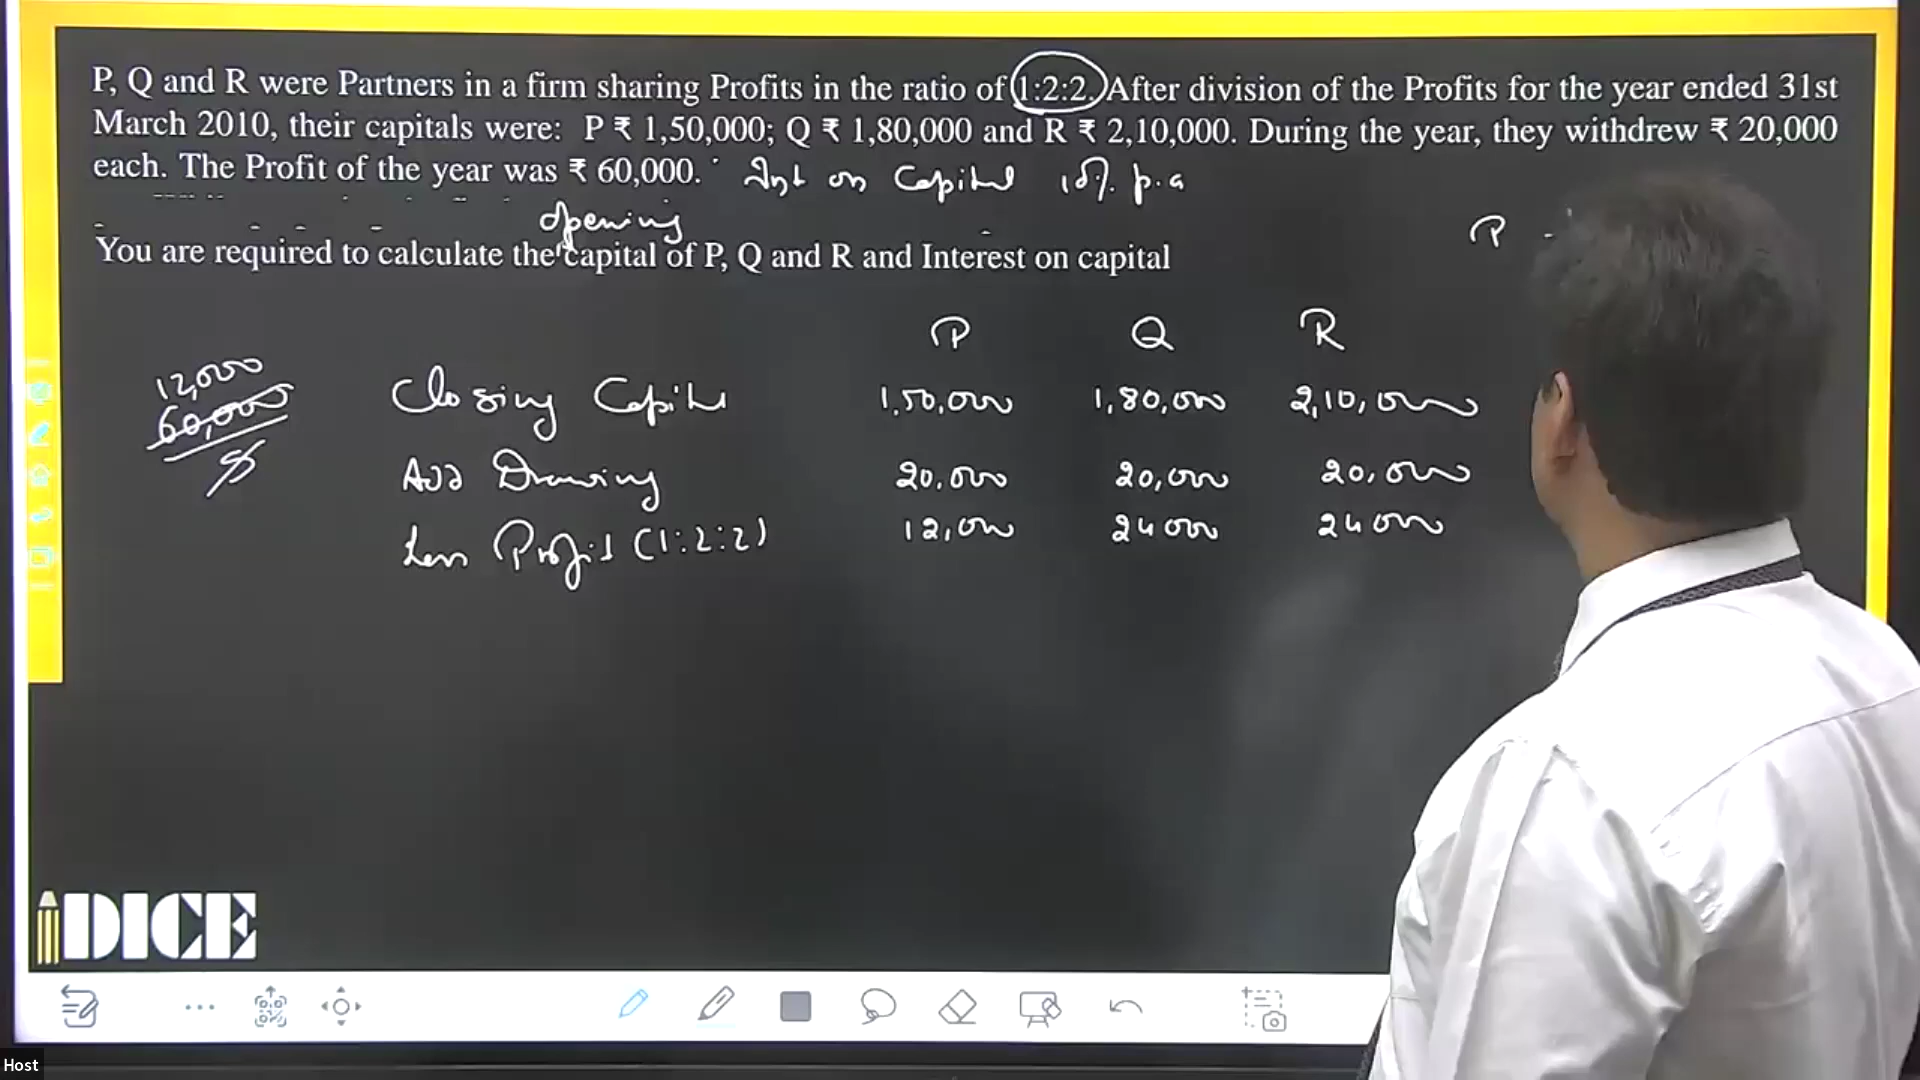 P, Q and R were Partners in a firm sharing Profits in the ratio of 1:2:2. After division of the Profits for the year ended 31st
March 2010, their capitals were: P ₹ 1,50,000; Q ₹ 1,80,000 and R ₹ 2,10,000. During the year, they withdrew ₹ 20,000
each. The Profit of the year was ₹ 60,000. Int on Capital 10% p.a
opening
P -
You are required to calculate the capital of P, Q and R and Interest on capital
P Q R
12,000
60,000
5
Closing Capital 1,50,000 1,80,000 2,10,000
Add Drawing 20,000 20,000 20,000
Less Profit (1:2:2) 12,000 24000 24000
DICE
Host